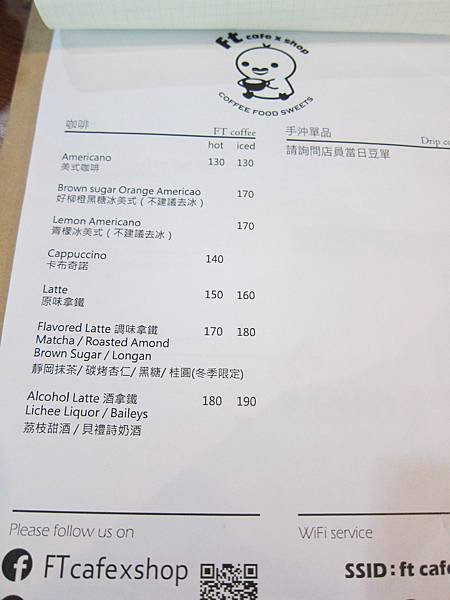 Ft cafe x shop
COFFEE FOOD SWEETS
咖啡 FT coffee
hot iced
Americano 130 130
美式咖啡
Brown sugar Orange Americao 170
好柳橙黑糖冰美式 ( 不建議去冰 )
Lemon Americano 170
青檬冰美式 ( 不建議去冰 )
Cappuccino 140
卡布奇諾
Latte 150 160
原味拿鐵
Flavored Latte 調味拿鐵 170 180
Matcha / Roasted Amond
Brown Sugar / Longan
靜岡抹茶/ 碳烤杏仁/ 黑糖/ 桂圓(冬季限定)
Alcohol Latte 酒拿鐵 180 190
Lichee Liquor / Baileys
荔枝甜酒 / 貝禮詩奶酒
手沖單品 Drip co
請詢問店員當日豆單
Please follow us on
FTcafexshop
WiFi service
SSID : ft cafe